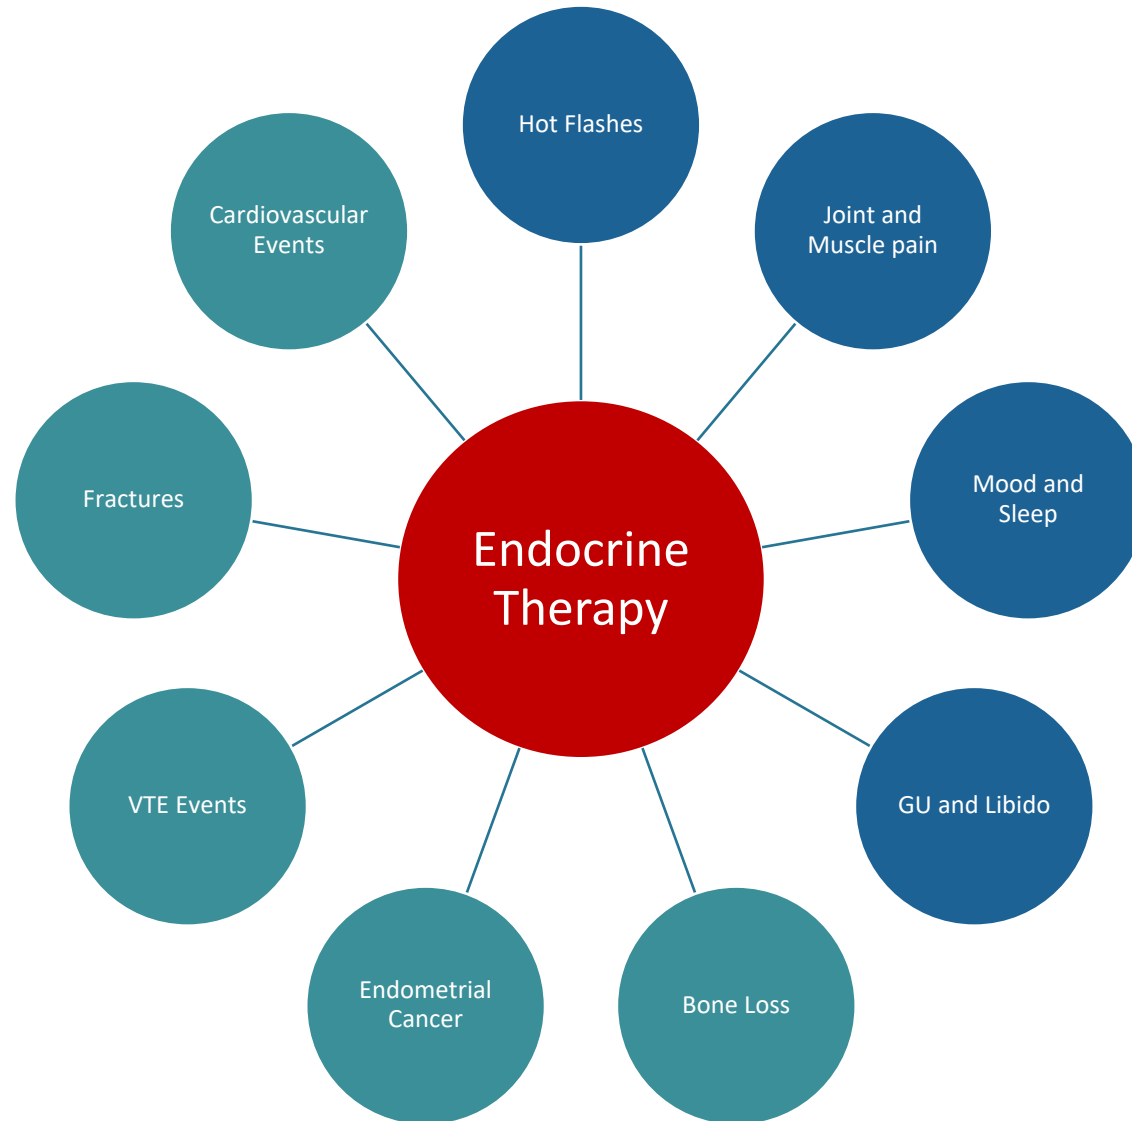 Hot Flashes
Joint and
Muscle pain
Mood and
Sleep
GU and Libido
Bone Loss
Endometrial
Cancer
VTE Events
Fractures
Cardiovascular
Events
Endocrine
Therapy